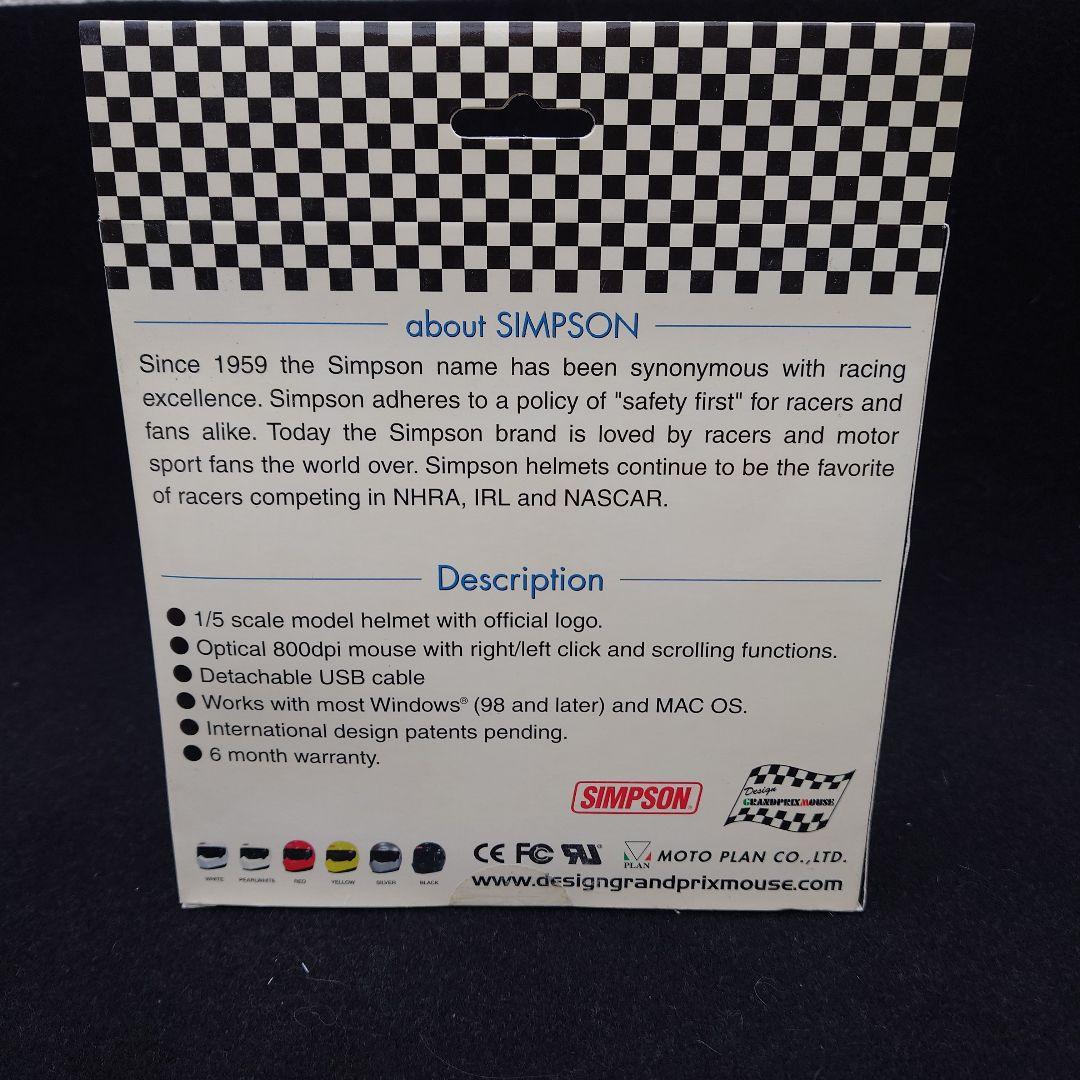 about SIMPSON
Since 1959 the Simpson name has been synonymous with racing
excellence. Simpson adheres to a policy of "safety first" for racers and
fans alike. Today the Simpson brand is loved by racers and motor
sport fans the world over. Simpson helmets continue to be the favorite
of racers competing in NHRA, IRL and NASCAR.
Description
● 1/5 scale model helmet with official logo.
● Optical 800dpi mouse with right/left click and scrolling functions.
● Detachable USB cable
● Works with most Windows® (98 and later) and MAC OS.
● International design patents pending.
● 6 month warranty.
SIMPSON
Design
GRANDPRIXMOUSE
WHITE PEARLWHITE RED YELLOW SILVER BLACK
CE FC RU PLAN MOTO PLAN CO.,LTD.
www.designgrandprixmouse.com